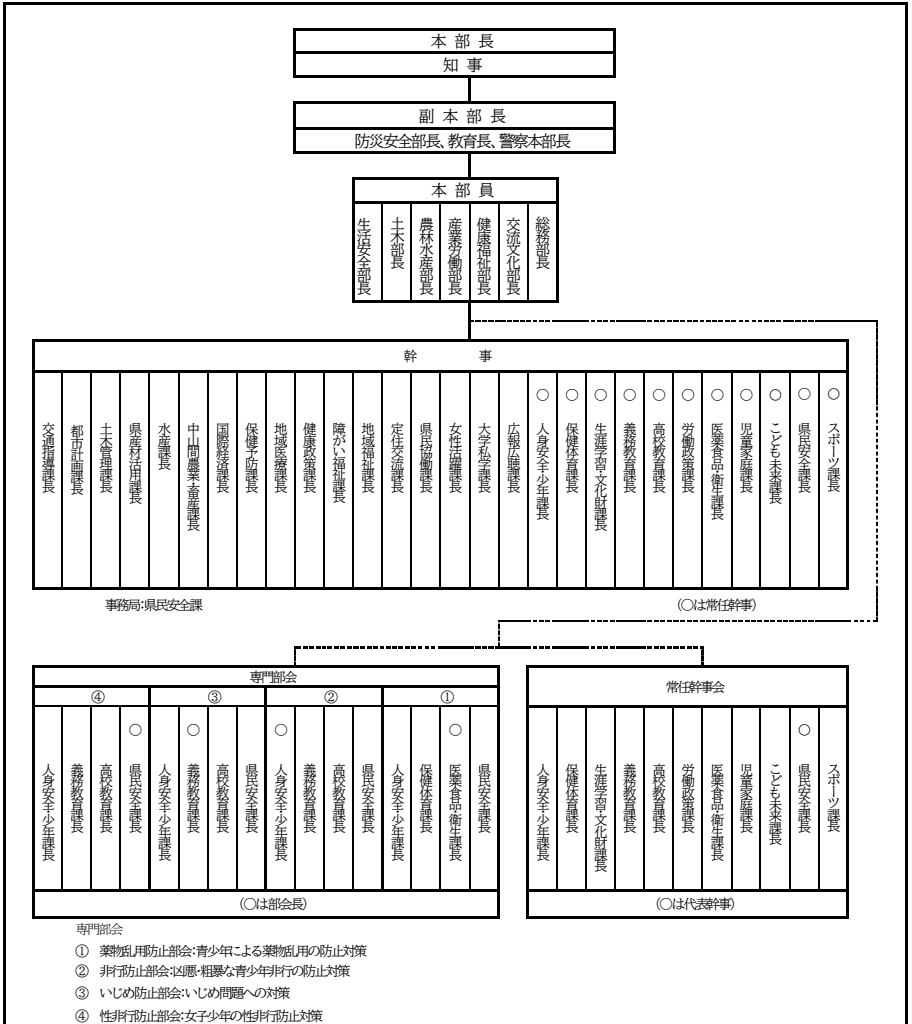 本部長
知事
副本部長
防災安全部長、教育長、警察本部長
本部員
総務部長
交流文化部長
健康福祉部長
産業労働部長
農林水産部長
土木部長
生活安全部長
幹事
○スポーツ課長
○県民安全課長
○こども未来課長
○児童家庭課長
○医薬食品・衛生課長
○労働政策課長
○高校教育課長
○義務教育課長
○生涯学習・文化財課長
○保健体育課長
○人身安全・少年課長
広報広聴課長
大学私学課長
女性活躍課長
県民協働課長
定住交流課長
地域福祉課長
障がい福祉課長
健康政策課長
地域医療課長
保健予防課長
国際経済課長
中山間農業・畜産課長
水産課長
県産材活用課長
土木管理課長
都市計画課長
交通指導課長
事務局:県民安全課
(○は常任幹事)
専門部会
①
県民安全課長
○医薬食品・衛生課長
保健体育課長
人身安全・少年課長
②
県民安全課長
高校教育課長
義務教育課長
○人身安全・少年課長
③
県民安全課長
高校教育課長
○義務教育課長
人身安全・少年課長
④
○県民安全課長
高校教育課長
義務教育課長
人身安全・少年課長
(○は部会長)
常任幹事会
スポーツ課長
○県民安全課長
こども未来課長
児童家庭課長
医薬食品・衛生課長
労働政策課長
高校教育課長
義務教育課長
生涯学習・文化財課長
保健体育課長
人身安全・少年課長
(○は代表幹事)
専門部会
① 薬物乱用防止部会:青少年による薬物乱用の防止対策
② 非行防止部会:凶悪・粗暴な青少年非行の防止対策
③ いじめ防止部会:いじめ問題への対策
④ 性非行防止部会:女子少年の性非行防止対策